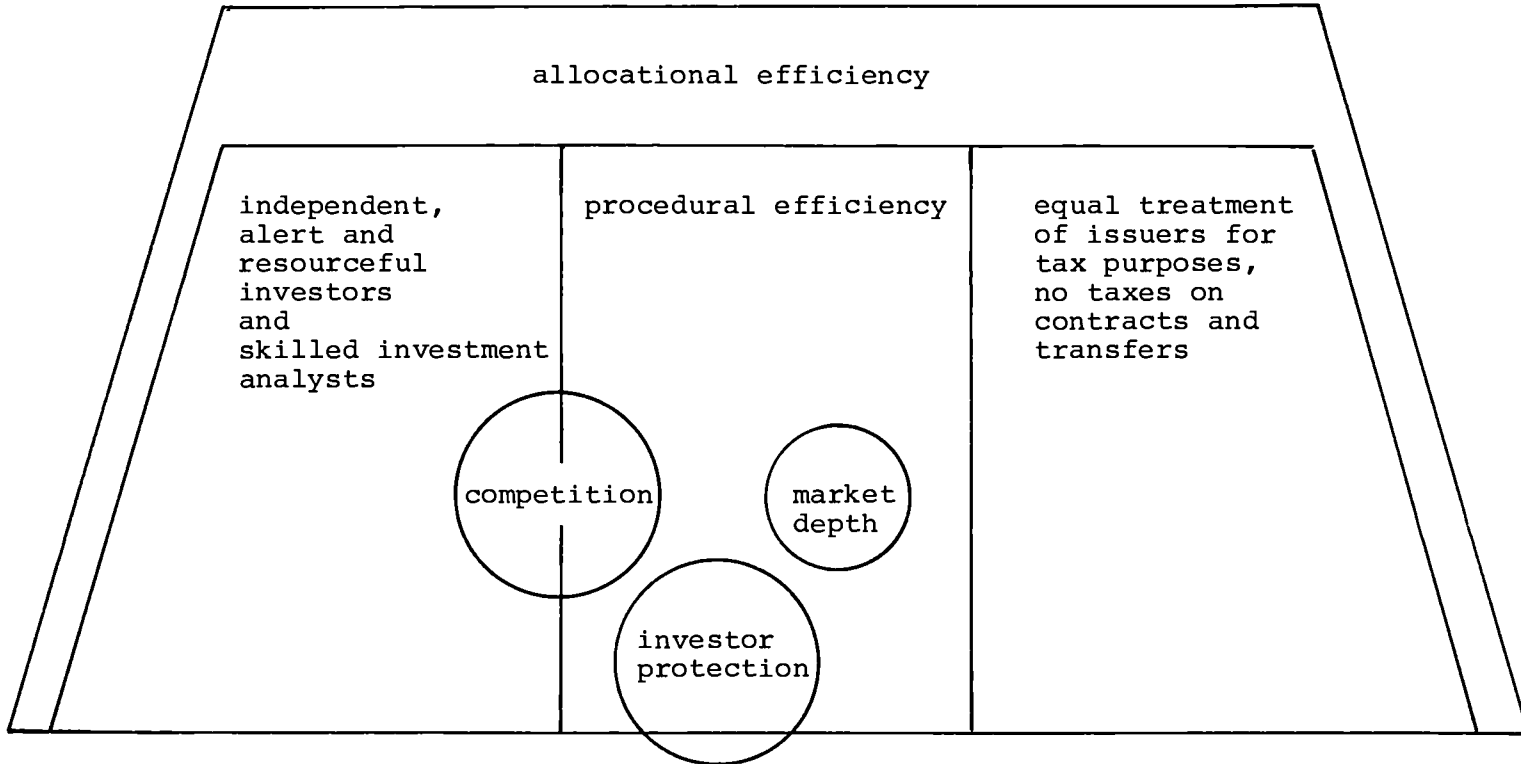 allocational efficiency
independent,
alert and
resourceful
investors
and
skilled investment
analysts
procedural efficiency
equal treatment
of issuers for
tax purposes,
no taxes on
contracts and
transfers
competition
market
depth
investor
protection